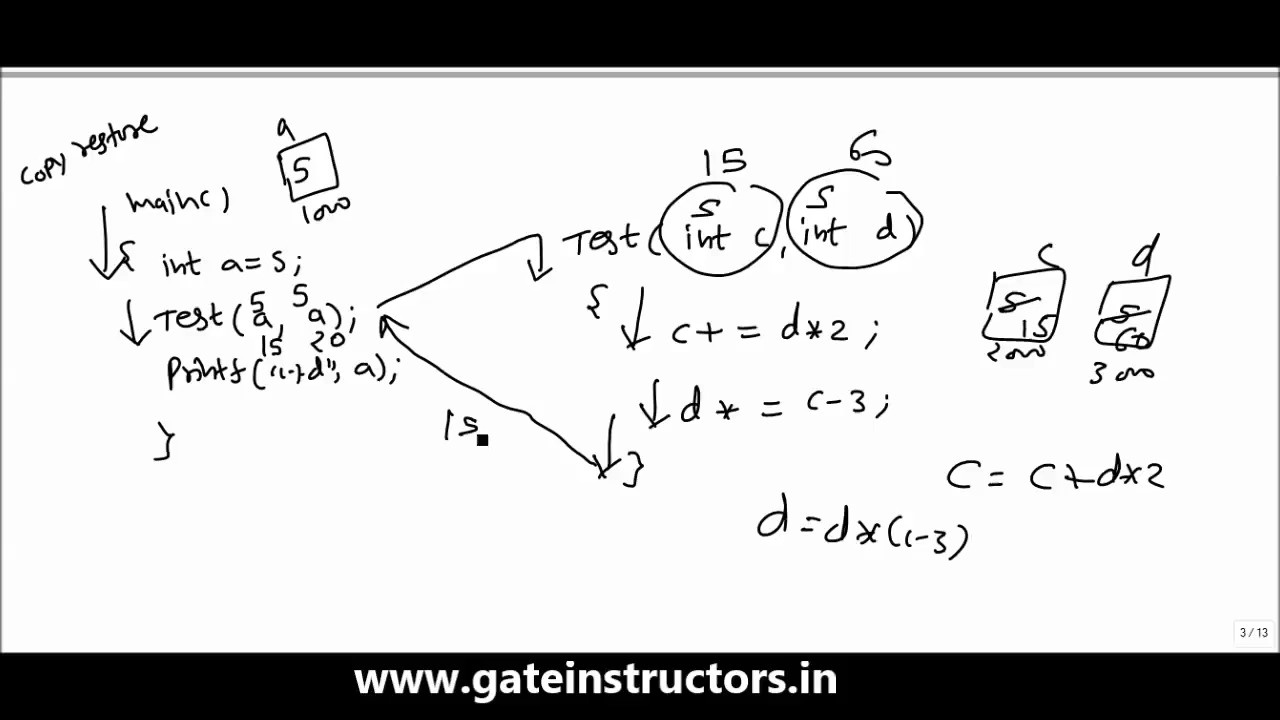 copy restore
a
5
1000
main( )
{ int a = 5;
5 5
Test(a, a);
15 20
Printf("%d", a);
}
15
15 60
5 5
Test(int c, int d)
{
c + = d * 2 ;
d * = c - 3 ;
}
c d
5 5
15 60
2000 3000
c = c + d * 2
d = d * (c - 3)
3 / 13
www.gateinstructors.in